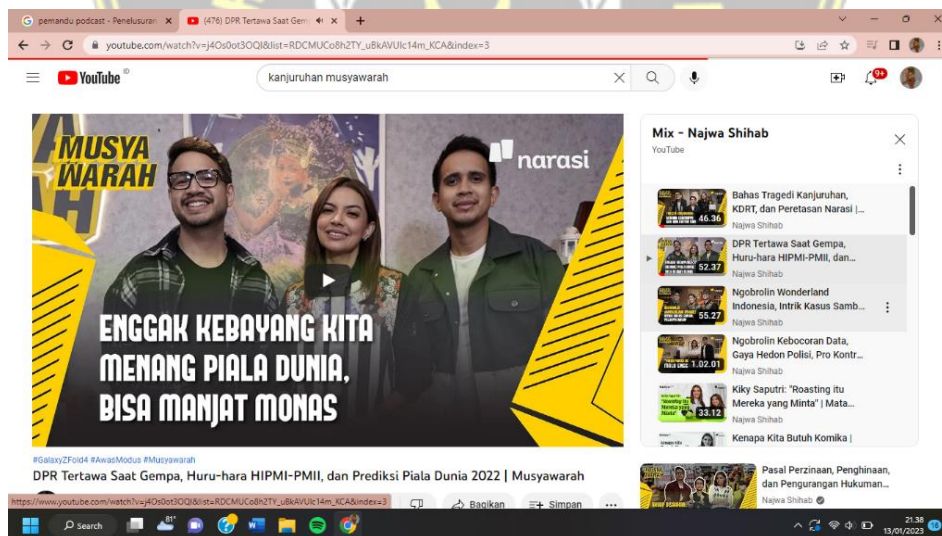 pemandu podcast - Penelusuran
(476) DPR Tertawa Saat Gem
youtube.com/watch?v=j4Os0ot3OQI&list=RDCMUCo8h2TY_uBkAVUIc14m_KCA&index=3
YouTube ID
kanjuruhan musyawarah
9+
MUSYA
WARAH
narasi
ENGGAK KEBAYANG KITA
MENANG PIALA DUNIA,
BISA MANJAT MONAS
#GalaxyZFold4 #AwasModus #Musyawarah
DPR Tertawa Saat Gempa, Huru-hara HIPMI-PMII, dan Prediksi Piala Dunia 2022 | Musyawarah
https://www.youtube.com/watch?v=j4Os0ot3OQI&list=RDCMUCo8h2TY_uBkAVUIc14m_KCA&index=3
Bagikan
Simpan
Mix - Najwa Shihab
YouTube
46.36
Bahas Tragedi Kanjuruhan,
KDRT, dan Peretasan Narasi |...
Najwa Shihab
52.37
DPR Tertawa Saat Gempa,
Huru-hara HIPMI-PMII, dan...
Najwa Shihab
55.27
Ngobrolin Wonderland
Indonesia, Intrik Kasus Samb...
Najwa Shihab
1.02.01
Ngobrolin Kebocoran Data,
Gaya Hedon Polisi, Pro Kontr...
Najwa Shihab
33.12
Kiky Saputri: "Roasting itu
Mereka yang Minta" | Mata...
Najwa Shihab
Kenapa Kita Butuh Komika |
Pasal Perzinaan, Penghinaan,
dan Pengurangan Hukuman...
Najwa Shihab
Search
81°
21.38
13/01/2023
16